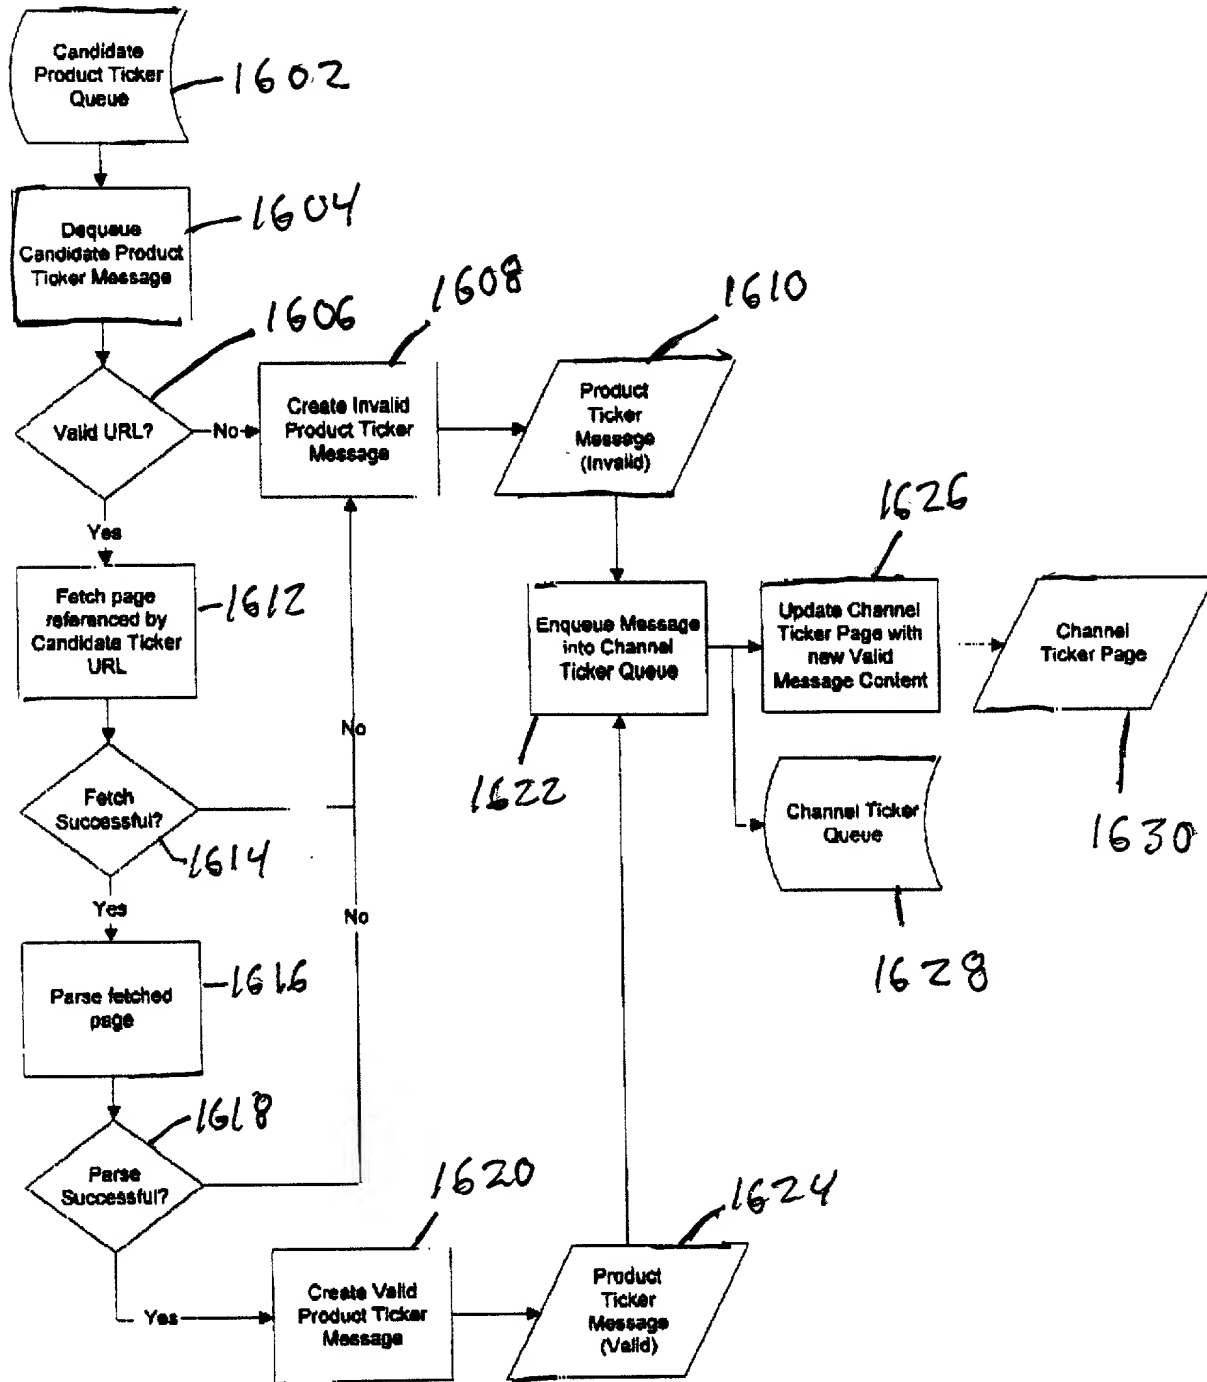 Candidate
Product Ticker
Queue
1602
Dequeue
Candidate Product
Ticker Message
1604
Valid URL?
1606
No
Create Invalid
Product Ticker
Message
1608
Product
Ticker
Message
(Invalid)
1610
Yes
Fetch page
referenced by
Candidate Ticker
URL
1612
Enqueue Message
into Channel
Ticker Queue
1622
Update Channel
Ticker Page with
new Valid
Message Content
1626
Channel
Ticker Page
1630
No
Fetch
Successful?
1614
Channel Ticker
Queue
1628
Yes
No
Parse fetched
page
1616
Parse
Successful?
1618
Yes
Create Valid
Product Ticker
Message
1620
Product
Ticker
Message
(Valid)
1624